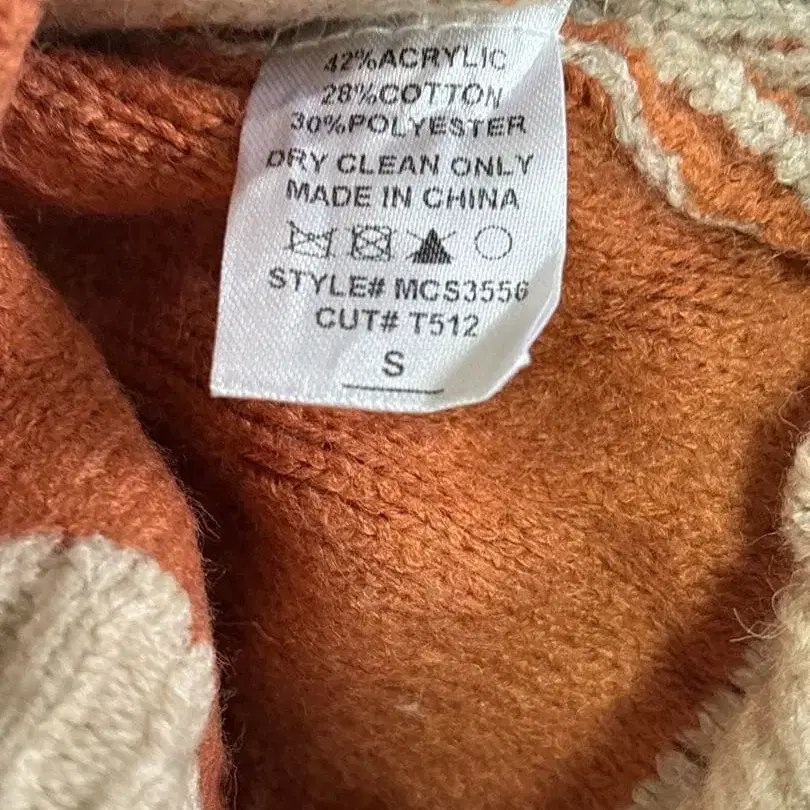 42%ACRYLIC
28%COTTON
30%POLYESTER
DRY CLEAN ONLY
MADE IN CHINA
STYLE# MCS3556
CUT# T512
S